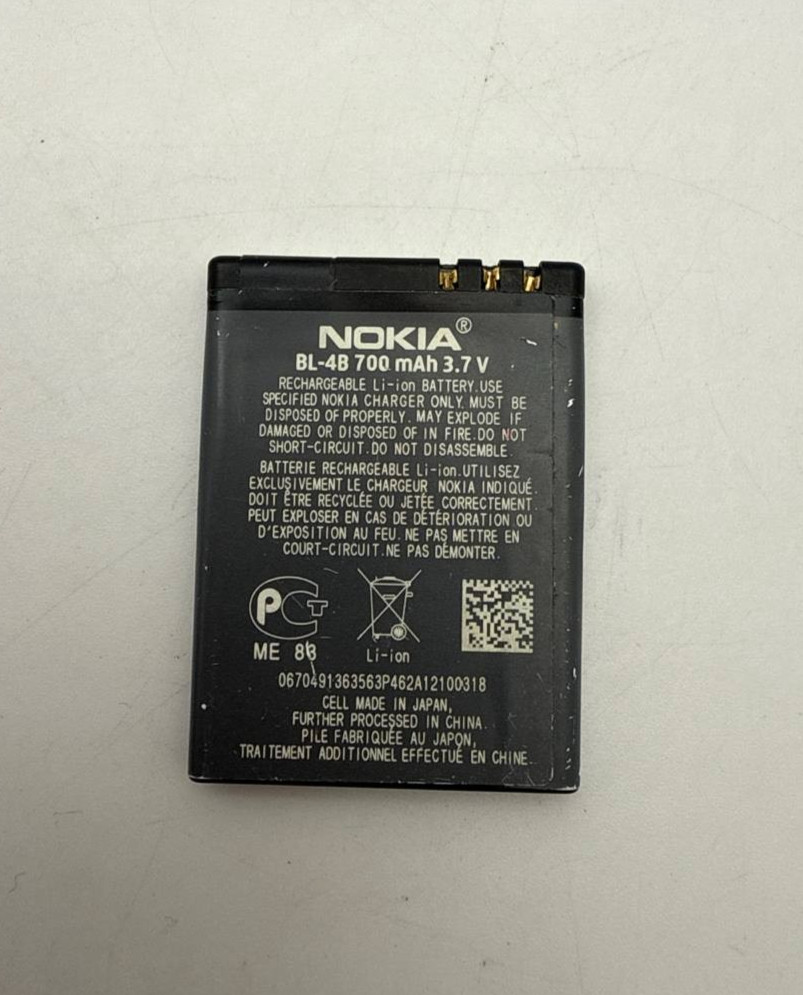 NOKIA®
BL-4B 700 mAh 3.7 V
RECHARGEABLE Li-ion BATTERY.USE
SPECIFIED NOKIA CHARGER ONLY. MUST BE
DISPOSED OF PROPERLY. MAY EXPLODE IF
DAMAGED OR DISPOSED OF IN FIRE.DO NOT
SHORT-CIRCUIT.DO NOT DISASSEMBLE.
BATTERIE RECHARGEABLE Li-ion.UTILISEZ
EXCLUSIVEMENT LE CHARGEUR NOKIA INDIQUÉ.
DOIT ÊTRE RECYCLÉE OU JETÉE CORRECTEMENT.
PEUT EXPLOSER EN CAS DE DÉTÉRIORATION OU
D'EXPOSITION AU FEU.NE PAS METTRE EN
COURT-CIRCUIT.NE PAS DÉMONTER.
PCT
ME 86 Li-ion
0670491363563P462A12100318
CELL MADE IN JAPAN,
FURTHER PROCESSED IN CHINA.
PILE FABRIQUÉE AU JAPON,
TRAITEMENT ADDITIONNEL EFFECTUÉ EN CHINE.